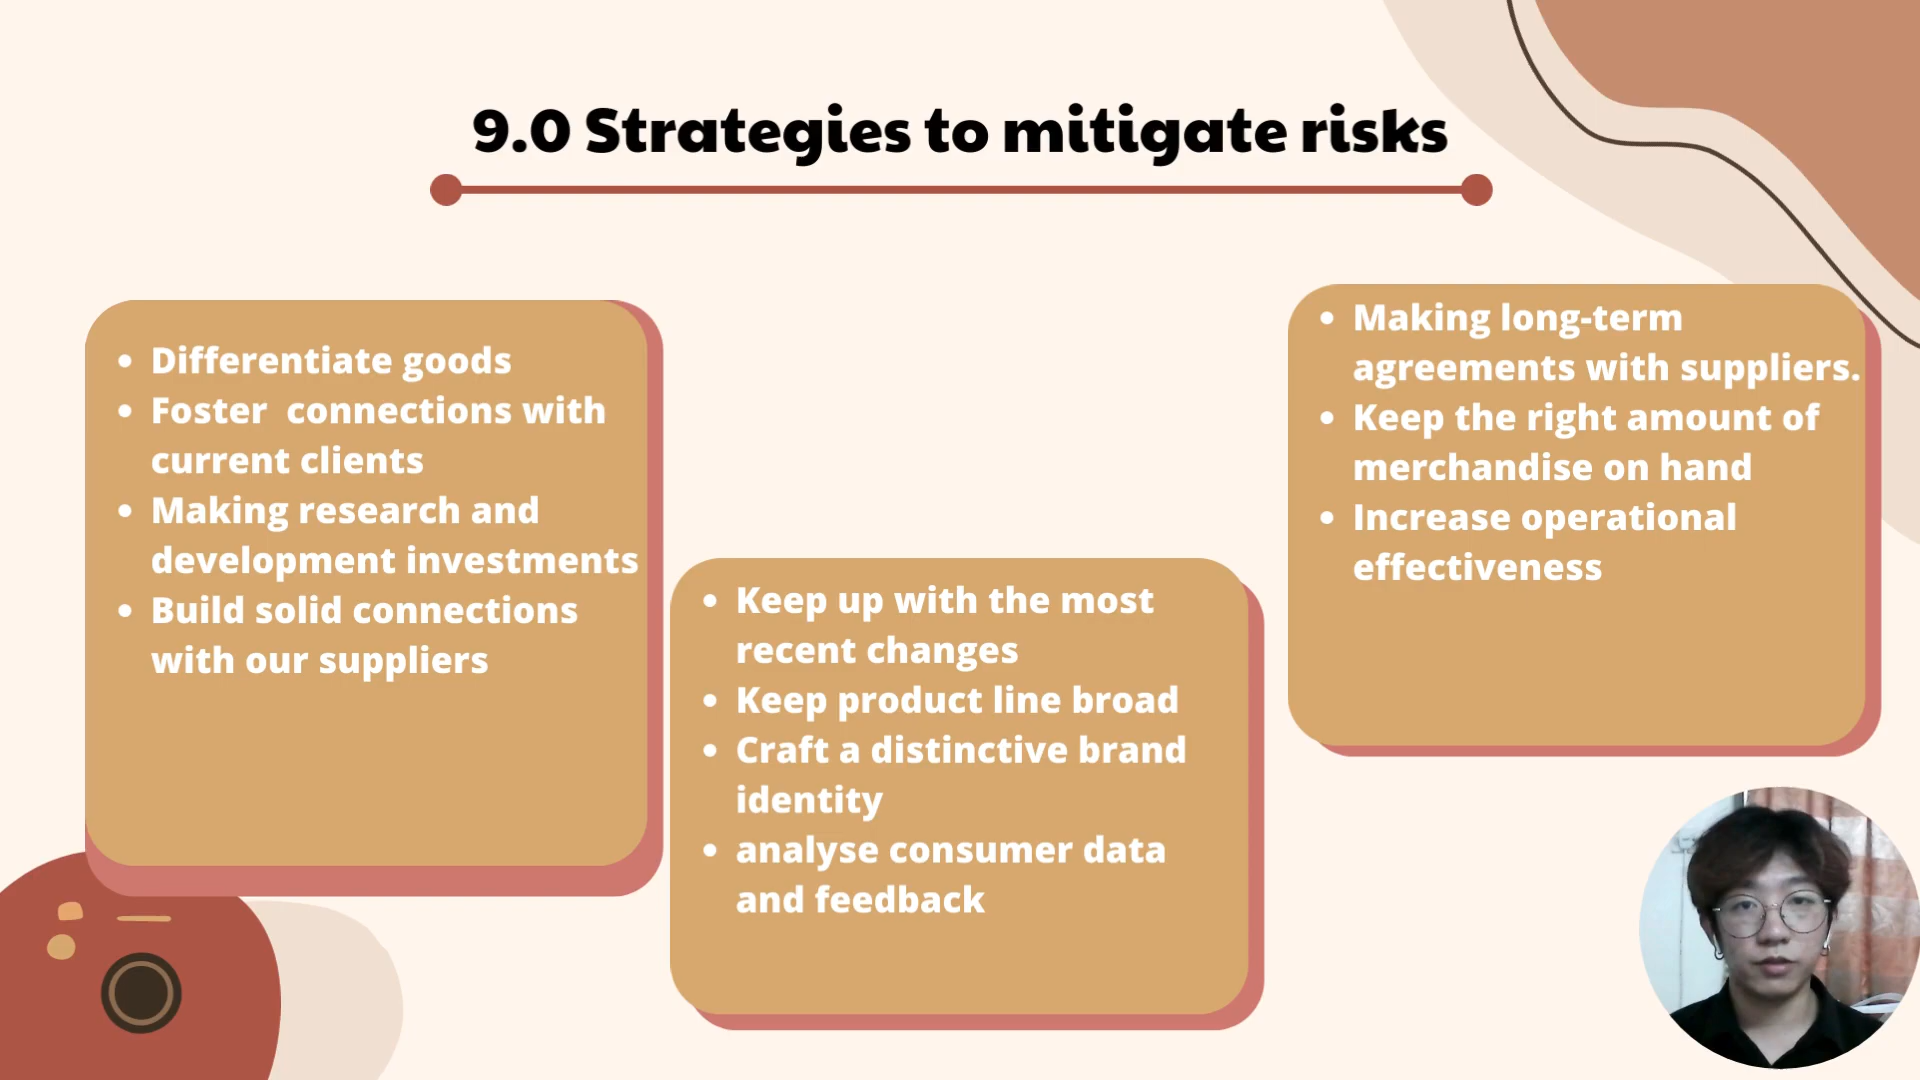 9.0 Strategies to mitigate risks
Differentiate goods
Foster  connections with
current clients
Making research and
development investments
Build solid connections
with our suppliers
Keep up with the most
recent changes
Keep product line broad
Craft a distinctive brand
identity
analyse consumer data
and feedback
Making long-term
agreements with suppliers.
Keep the right amount of
merchandise on hand
Increase operational
effectiveness